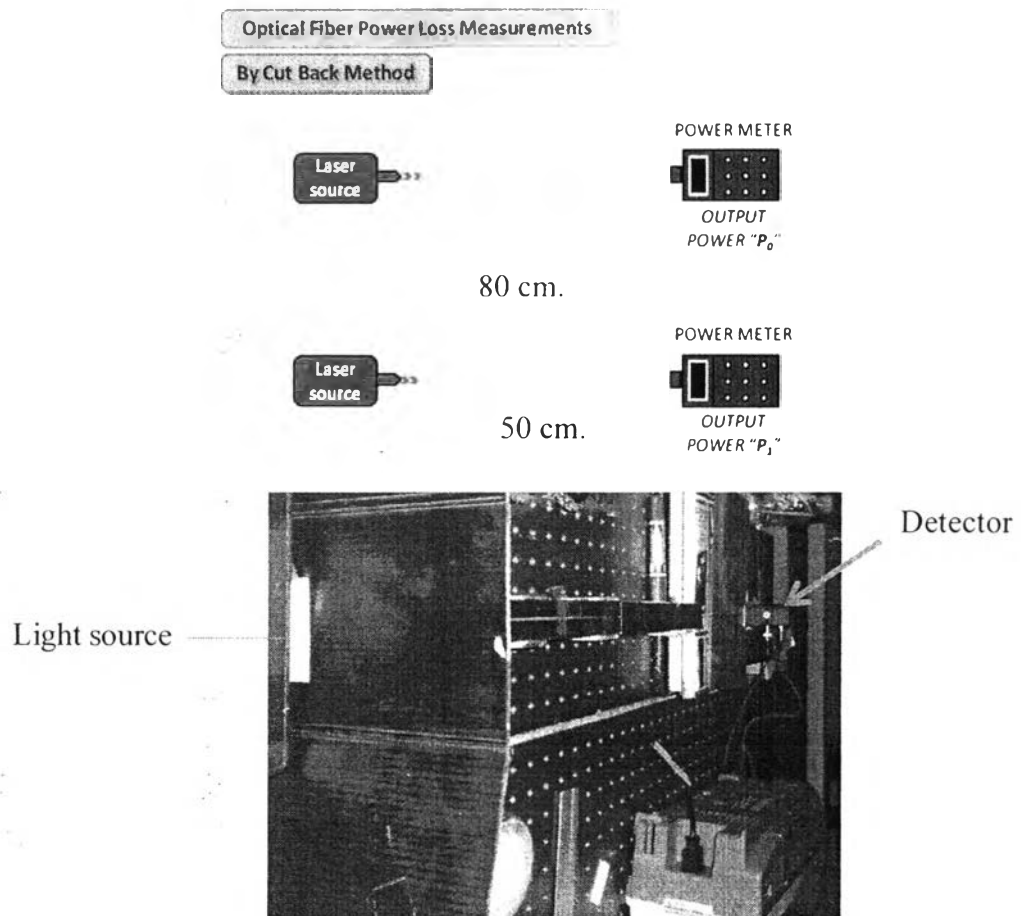 Optical Fiber Power Loss Measurements
By Cut Back Method
POWER METER
Laser
source
OUTPUT
POWER "P₀"
80 cm.
POWER METER
Laser
source
OUTPUT
POWER "P₁"
50 cm.
Detector
Light source